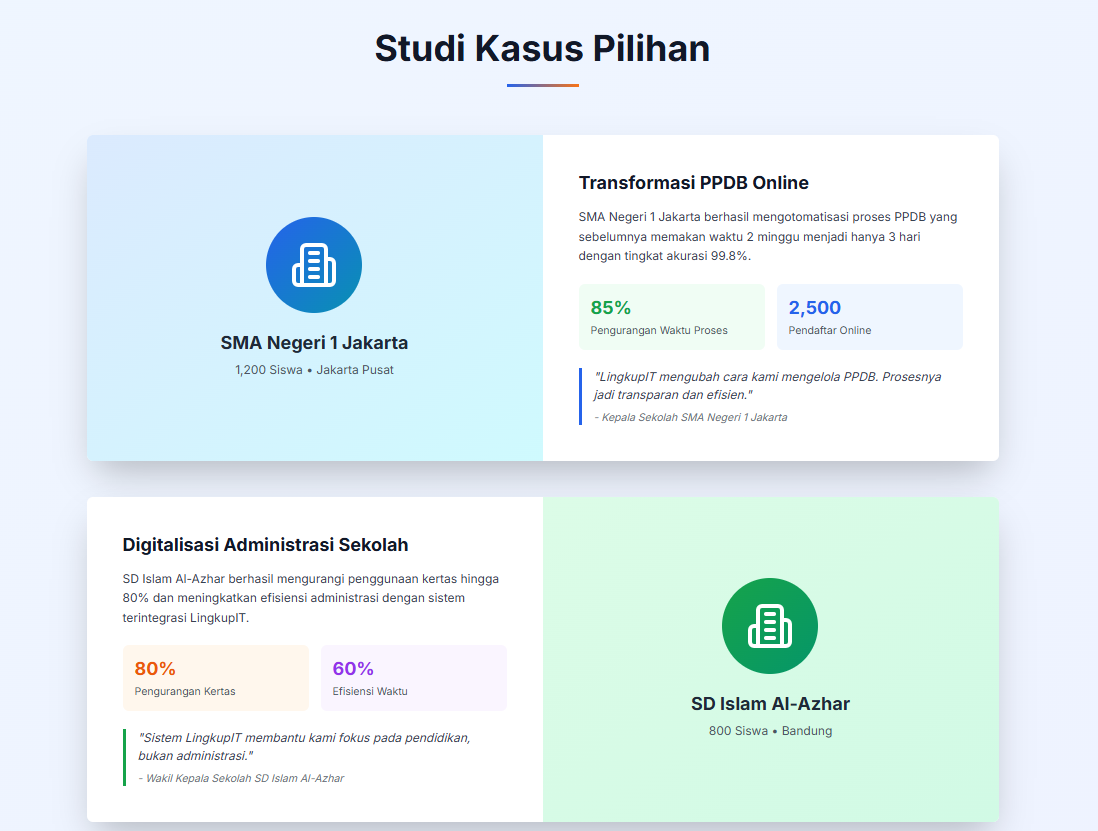 Studi Kasus Pilihan
SMA Negeri 1 Jakarta
1,200 Siswa • Jakarta Pusat
Transformasi PPDB Online
SMA Negeri 1 Jakarta berhasil mengotomatisasi proses PPDB yang
sebelumnya memakan waktu 2 minggu menjadi hanya 3 hari
dengan tingkat akurasi 99.8%.
85%
Pengurangan Waktu Proses
2,500
Pendaftar Online
"LingkupIT mengubah cara kami mengelola PPDB. Prosesnya
jadi transparan dan efisien."
- Kepala Sekolah SMA Negeri 1 Jakarta
Digitalisasi Administrasi Sekolah
SD Islam Al-Azhar berhasil mengurangi penggunaan kertas hingga
80% dan meningkatkan efisiensi administrasi dengan sistem
terintegrasi LingkupIT.
80%
Pengurangan Kertas
60%
Efisiensi Waktu
"Sistem LingkupIT membantu kami fokus pada pendidikan,
bukan administrasi."
- Wakil Kepala Sekolah SD Islam Al-Azhar
SD Islam Al-Azhar
800 Siswa • Bandung